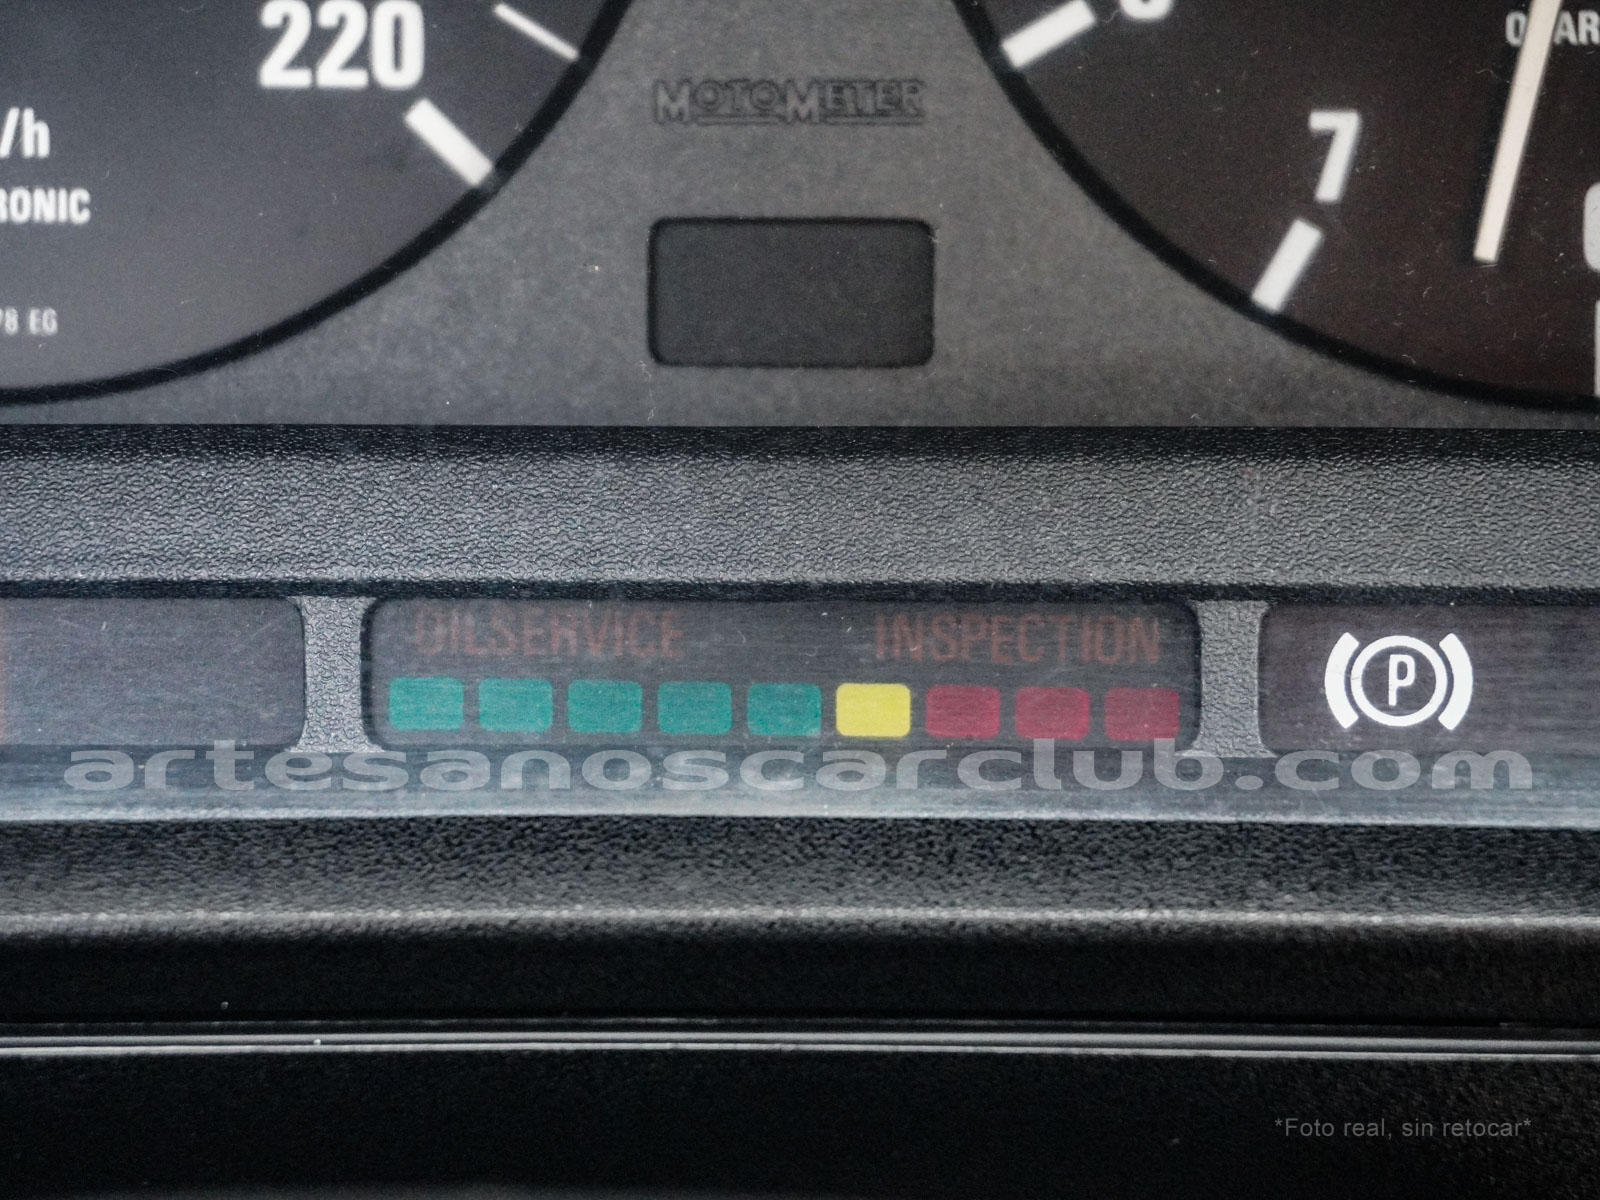 220
/h
RONIC
78 EG
MOTOMETER
7
OILSERVICE INSPECTION
P
artesanoscarclub.com
*Foto real, sin retocar*